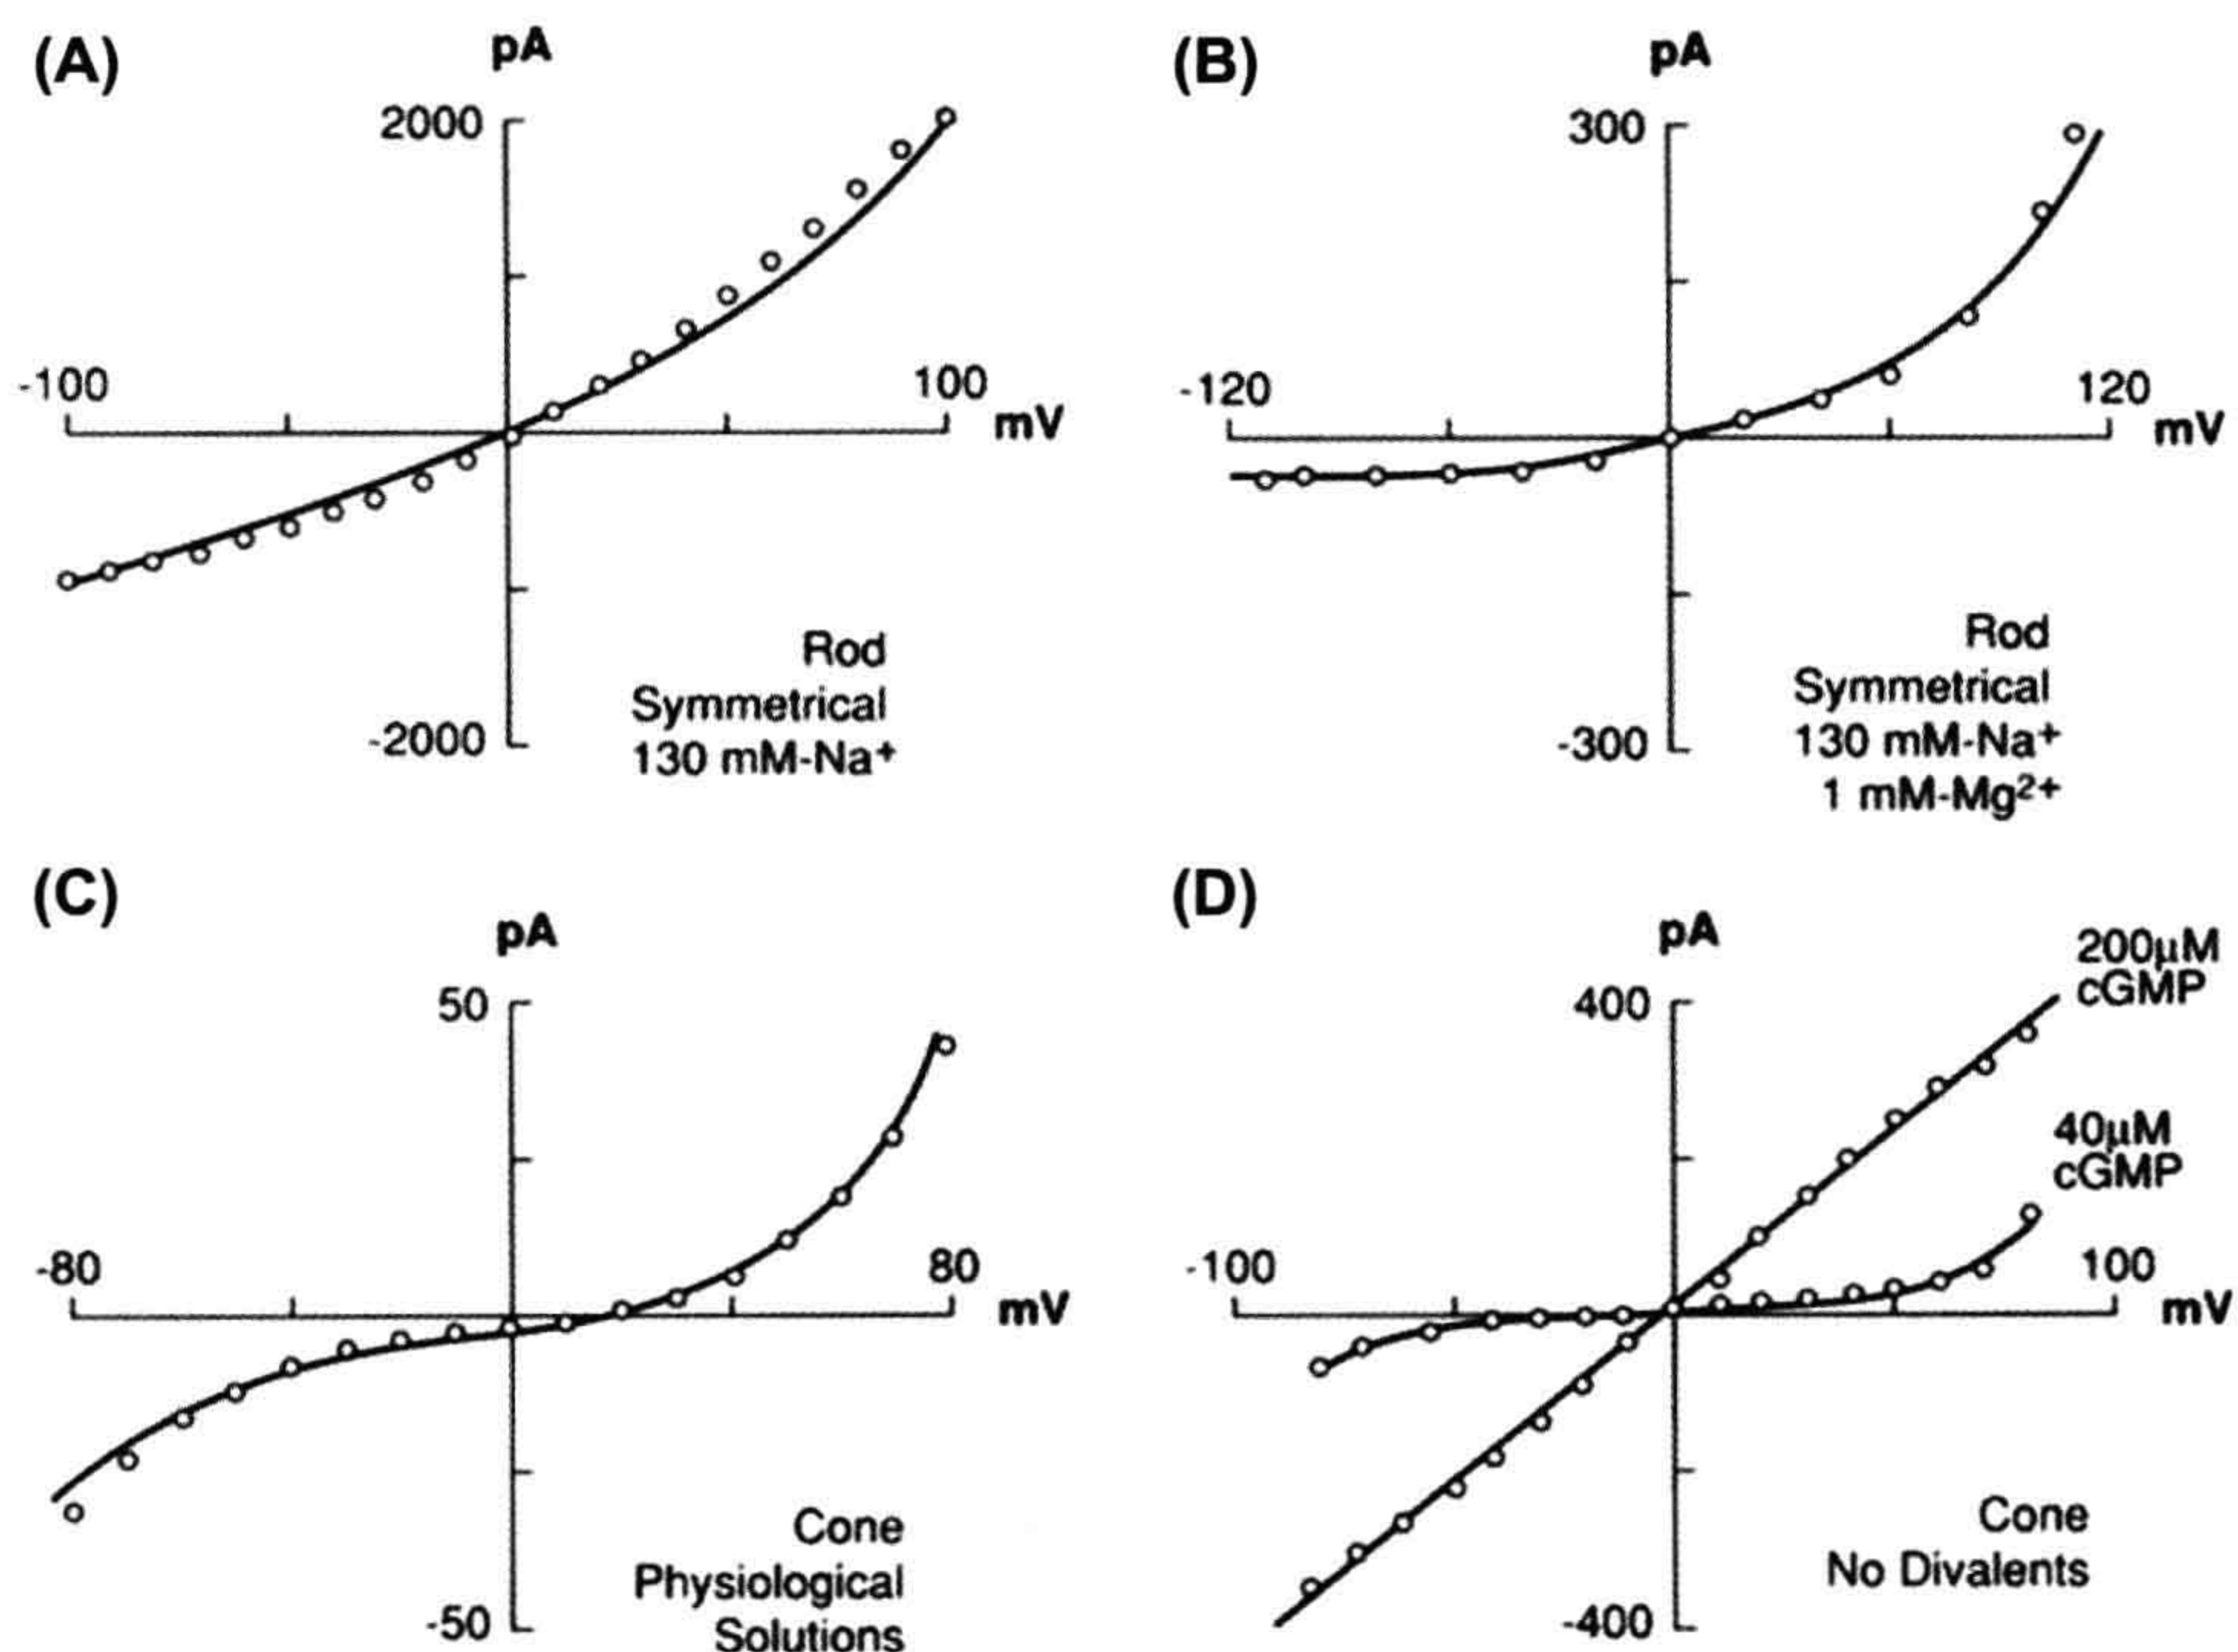 (A)
pA
2000
-100
100
mV
-2000
Rod
Symmetrical
130 mM-Na⁺
(B)
pA
300
-120
120
mV
-300
Rod
Symmetrical
130 mM-Na⁺
1 mM-Mg²⁺
(C)
pA
50
-80
80
mV
-50
Cone
Physiological
Solutions
(D)
pA
400
200µM
cGMP
40µM
cGMP
-100
100
mV
-400
Cone
No Divalents